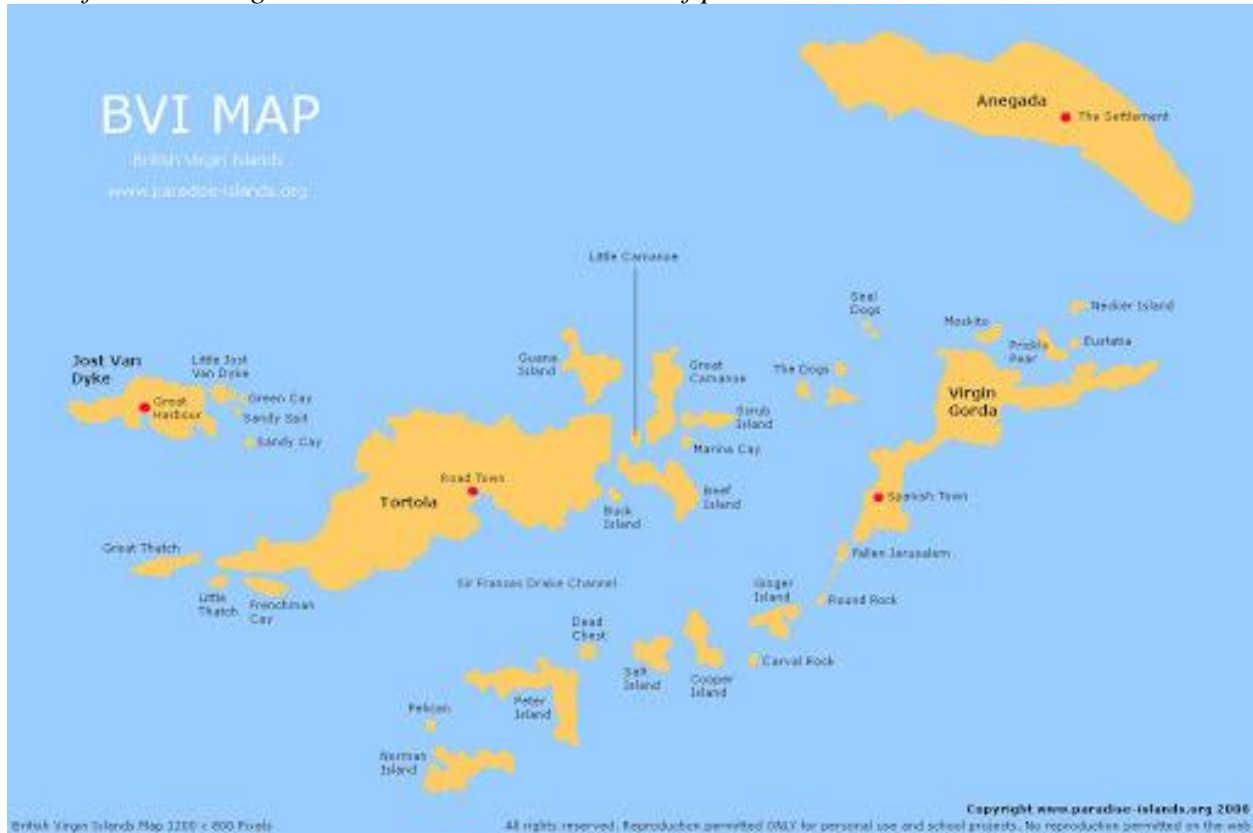 BVI MAP
British Virgin Islands
www.paradise-islands.org
Anegada
The Settlement
Little Camanoe
Seal
Dogs
Necker Island
Moskito
Prickla
Pear
Eustatia
Jost Van
Dyke
Little Jost
Van Dyke
Guana
Island
Great
Camanoe
The Dogs
Virgin
Gorda
Great
Harbour
Green Cay
Sandy Spit
Sandy Cay
Scrub
Island
Marina Cay
Road Town
Tortola
Beef
Island
Buck
Island
Spanish Town
Great Thatch
Fallen Jerusalem
Little
Thatch
Frenchman
Cay
Sir Frances Drake Channel
Ginger
Island
Round Rock
Dead
Chest
Salt
Island
Cooper
Island
Carval Rock
Peter
Island
Pelican
Norman
Island
Copyright www.paradise-islands.org 2006
British Virgin Islands Map 1200 x 800 Pixels
All rights reserved. Reproduction permitted ONLY for personal use and school projects. No reproduction permitted on the web